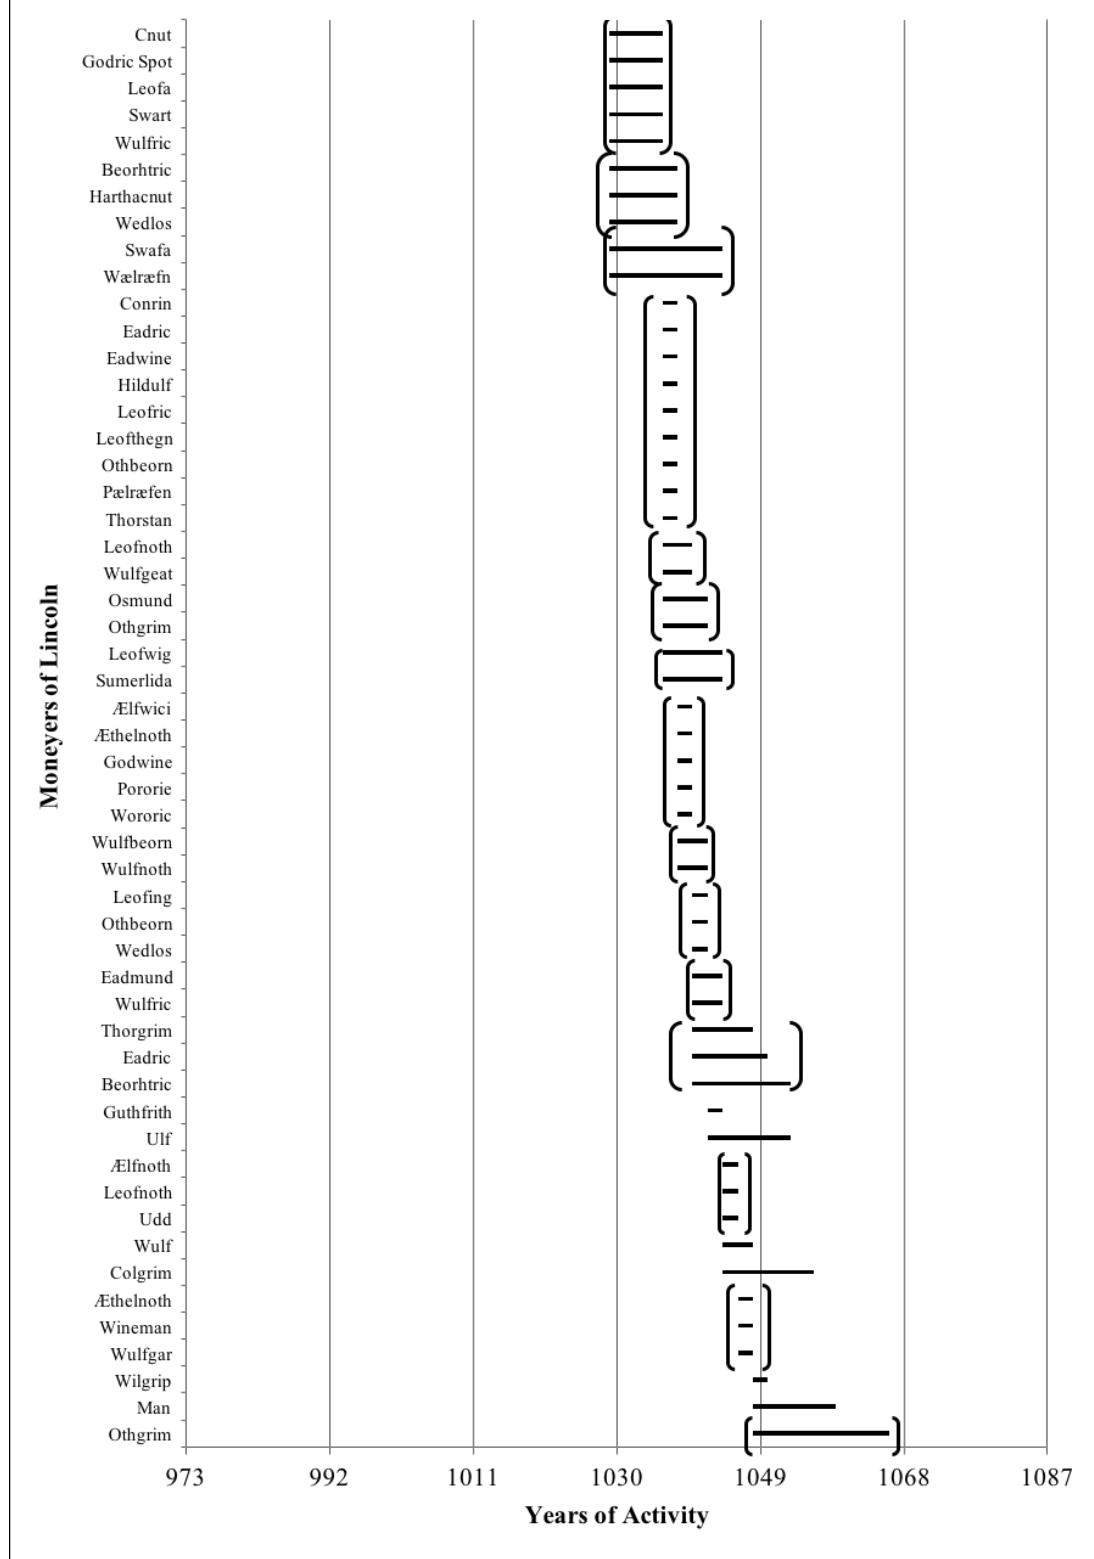 Cnut
Godric Spot
Leofa
Swart
Wulfric
Beorhtric
Harthacnut
Wedlos
Swafa
Wælræfn
Conrin
Eadric
Eadwine
Hildulf
Leofric
Leofthegn
Othbeorn
Pælræfen
Thorstan
Leofnoth
Wulfgeat
Osmund
Othgrim
Leofwig
Sumerlida
Ælfwici
Æthelnoth
Godwine
Pororie
Wororic
Wulfbeorn
Wulfnoth
Leofing
Othbeorn
Wedlos
Eadmund
Wulfric
Thorgrim
Eadric
Beorhtric
Guthfrith
Ulf
Ælfnoth
Leofnoth
Udd
Wulf
Colgrim
Æthelnoth
Wineman
Wulfgar
Wilgrip
Man
Othgrim
Moneyers of Lincoln
973 992 1011 1030 1049 1068 1087
Years of Activity